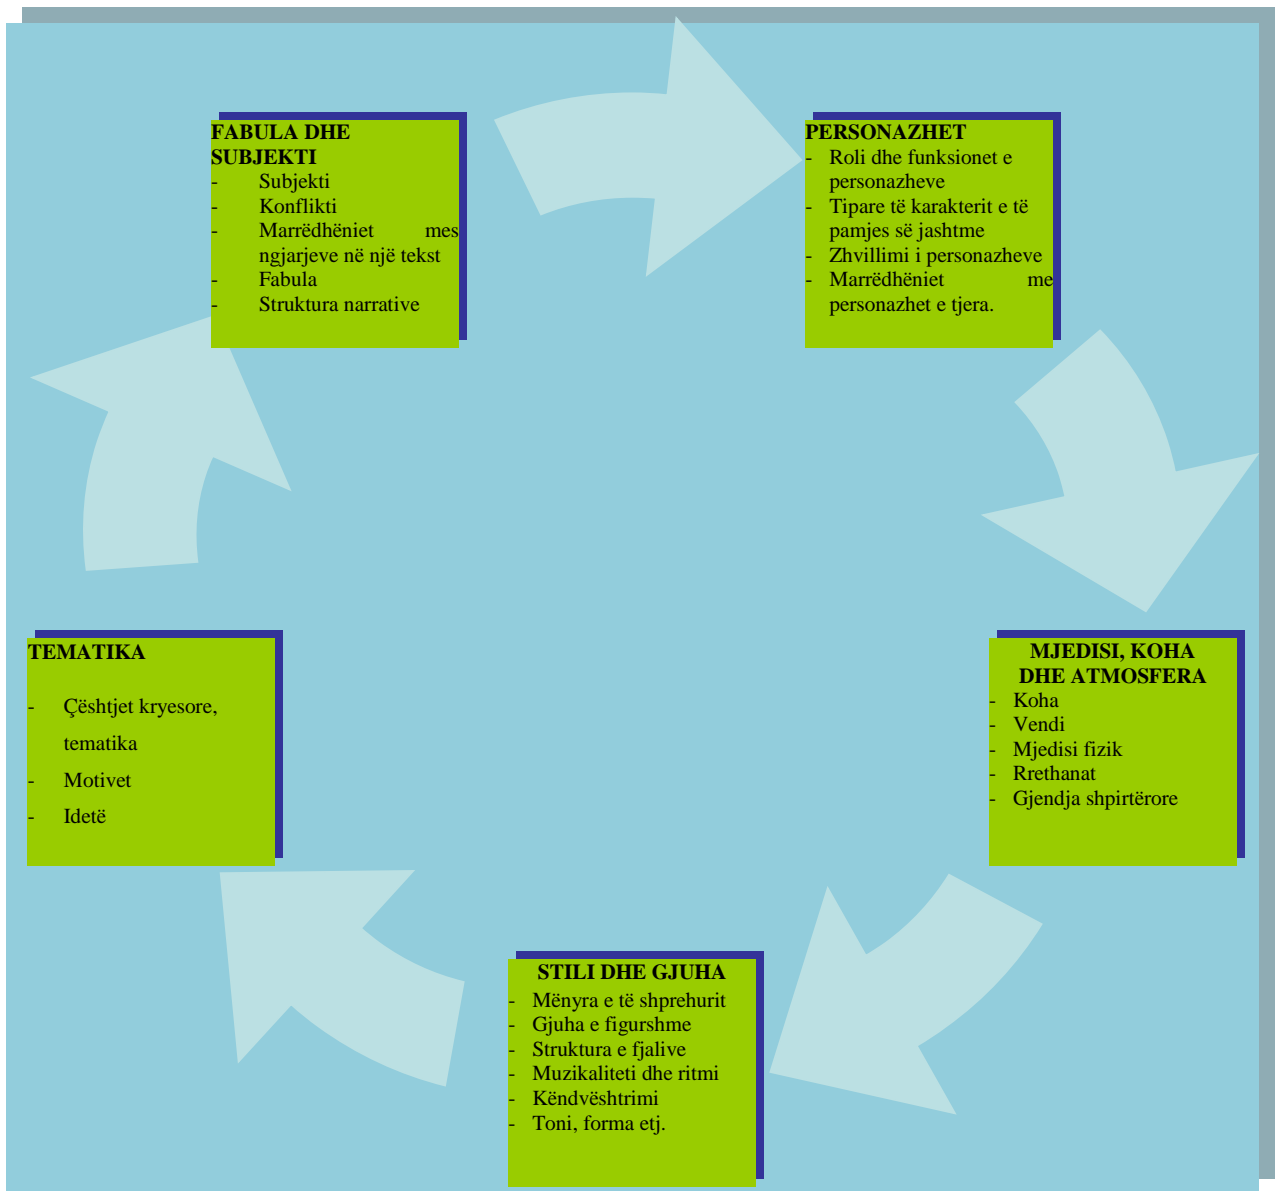 FABULA DHE
SUBJEKTI
- Subjekti
- Konflikti
- Marrëdhëniet mes
ngjarjeve në një tekst
- Fabula
- Struktura narrative
PERSONAZHET
- Roli dhe funksionet e
personazheve
- Tipare të karakterit e të
pamjes së jashtme
- Zhvillimi i personazheve
- Marrëdhëniet me
personazhet e tjera.
MJEDISI, KOHA
DHE ATMOSFERA
- Koha
- Vendi
- Mjedisi fizik
- Rrethanat
- Gjendja shpirtërore
STILI DHE GJUHA
- Mënyra e të shprehurit
- Gjuha e figurshme
- Struktura e fjalive
- Muzikaliteti dhe ritmi
- Këndvështrimi
- Toni, forma etj.
TEMATIKA
- Çështjet kryesore,
tematika
- Motivet
- Idetë